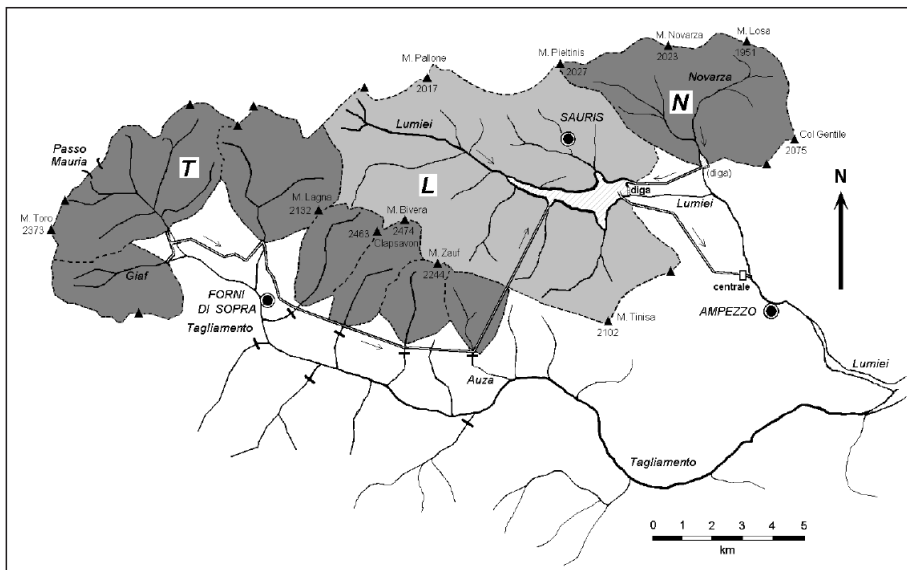 M. Losa
1951
M. Novarza
2023
M. Pieltinis
2027
M. Pallone
2017
Novarza
N
SAURIS
Lumiei
Col Gentile
2075
Passo
Mauria
T
(diga)
diga
L
Lumiei
N
M. Lagna
2132
M. Bivera
2474
2463
Clapsavon
M. Toro
2373
M. Zauf
2244
Giaf
centrale
FORNI
DI SOPRA
AMPEZZO
M. Tinisa
2102
Tagliamento
Auza
Lumiei
Tagliamento
0 1 2 3 4 5
km